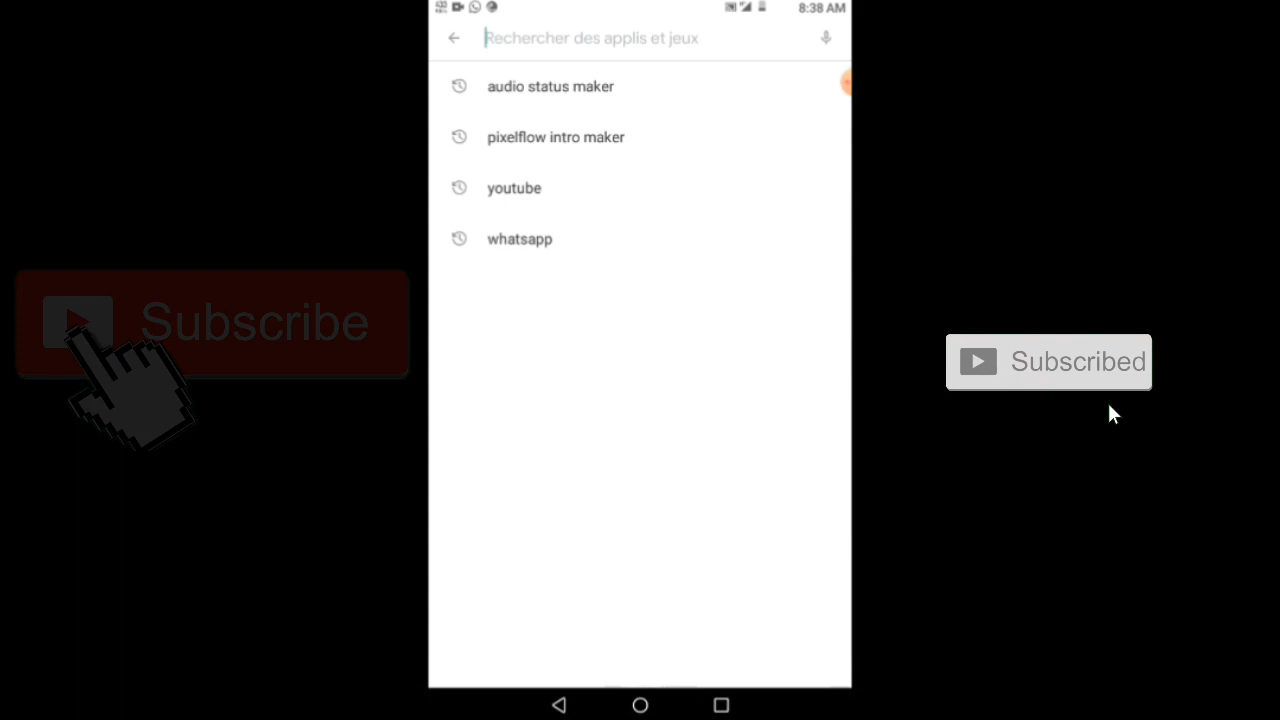 8:38 AM
Rechercher des applis et jeux
audio status maker
pixelflow intro maker
youtube
whatsapp
Subscribe
Subscribed